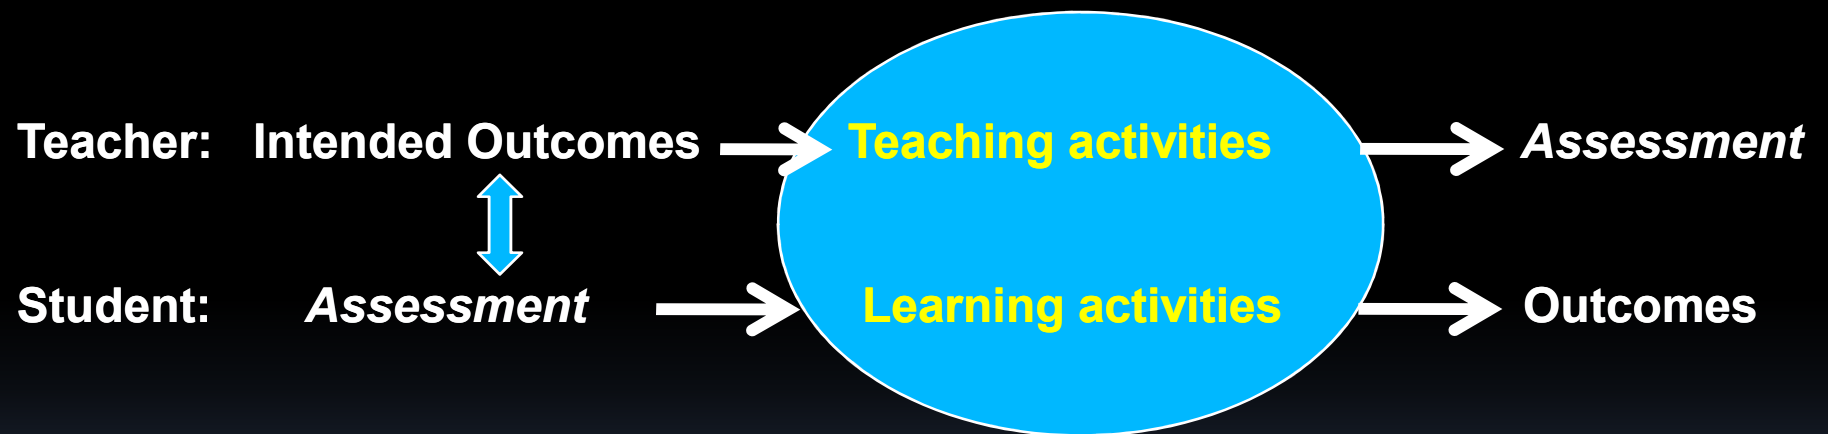 Teacher: Intended Outcomes Teaching activities Assessment
Student: Assessment Learning activities Outcomes